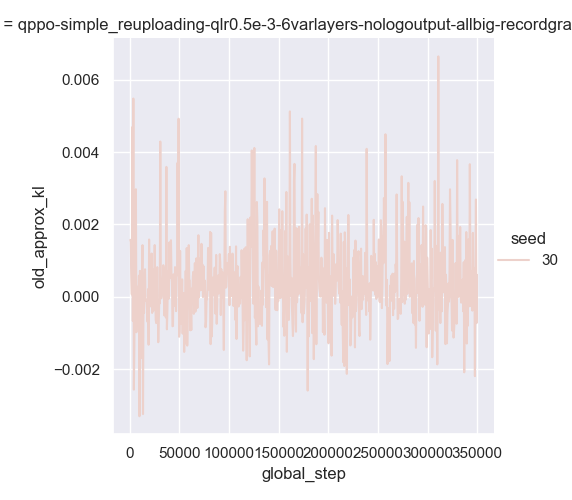 = qppo-simple_reuploading-qlr0.5e-3-6varlayers-nologoutput-allbig-recordgra
0.006
0.004
0.002
0.000
−0.002
old_approx_kl
0 50000 100000 150000 200000 250000 300000 350000
global_step
seed
30